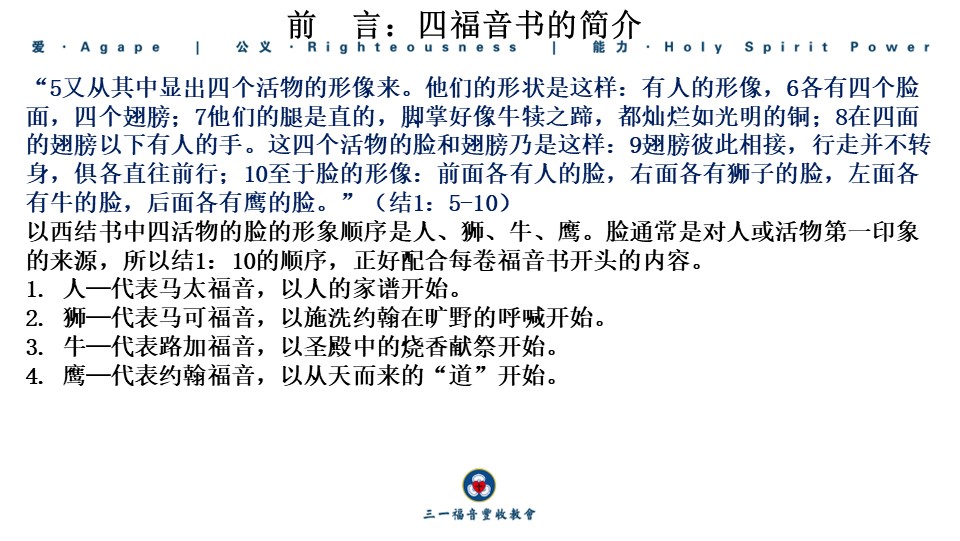 前　言：四福音书的简介
爱 · Agape | 公义 · Righteousness | 能力 · Holy Spirit Power
“5又从其中显出四个活物的形像来。他们的形状是这样：有人的形像，6各有四个脸
面，四个翅膀；7他们的腿是直的，脚掌好像牛犊之蹄，都灿烂如光明的铜；8在四面
的翅膀以下有人的手。这四个活物的脸和翅膀乃是这样：9翅膀彼此相接，行走并不转
身，俱各直往前行；10至于脸的形像：前面各有人的脸，右面各有狮子的脸，左面各
有牛的脸，后面各有鹰的脸。”（结1：5-10）
以西结书中四活物的脸的形象顺序是人、狮、牛、鹰。脸通常是对人或活物第一印象
的来源，所以结1：10的顺序，正好配合每卷福音书开头的内容。
1. 人—代表马太福音，以人的家谱开始。
2. 狮—代表马可福音，以施洗约翰在旷野的呼喊开始。
3. 牛—代表路加福音，以圣殿中的烧香献祭开始。
4. 鹰—代表约翰福音，以从天而来的“道”开始。
三一福音豐收教會